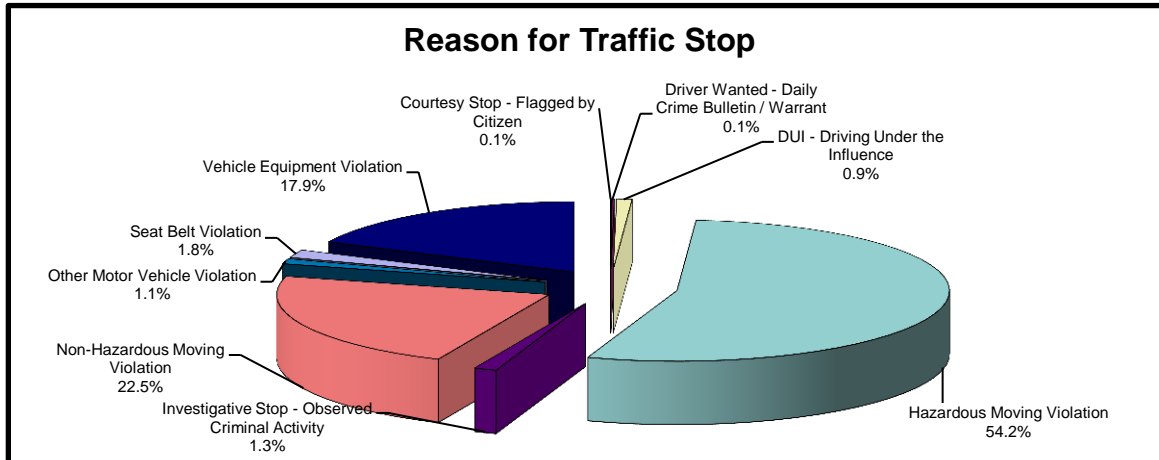 Reason for Traffic Stop
Driver Wanted - Daily
Crime Bulletin / Warrant
0.1%
Courtesy Stop - Flagged by
Citizen
0.1%
DUI - Driving Under the
Influence
0.9%
Vehicle Equipment Violation
17.9%
Seat Belt Violation
1.8%
Other Motor Vehicle Violation
1.1%
Non-Hazardous Moving
Violation
22.5%
Investigative Stop - Observed
Criminal Activity
1.3%
Hazardous Moving Violation
54.2%